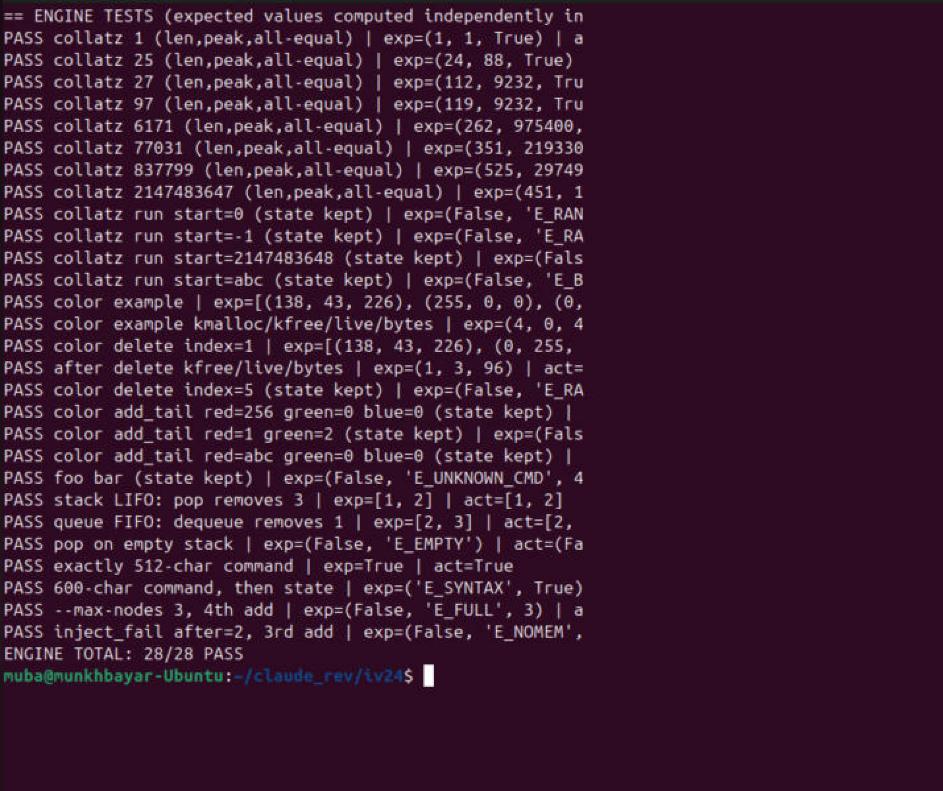 == ENGINE TESTS (expected values computed independently in
PASS collatz 1 (len,peak,all-equal) | exp=(1, 1, True) | a
PASS collatz 25 (len,peak,all-equal) | exp=(24, 88, True)
PASS collatz 27 (len,peak,all-equal) | exp=(112, 9232, Tru
PASS collatz 97 (len,peak,all-equal) | exp=(119, 9232, Tru
PASS collatz 6171 (len,peak,all-equal) | exp=(262, 975400,
PASS collatz 77031 (len,peak,all-equal) | exp=(351, 219330
PASS collatz 837799 (len,peak,all-equal) | exp=(525, 29749
PASS collatz 2147483647 (len,peak,all-equal) | exp=(451, 1
PASS collatz run start=0 (state kept) | exp=(False, 'E_RAN
PASS collatz run start=-1 (state kept) | exp=(False, 'E_RA
PASS collatz run start=2147483648 (state kept) | exp=(Fals
PASS collatz run start=abc (state kept) | exp=(False, 'E_B
PASS color example | exp=[(138, 43, 226), (255, 0, 0), (0,
PASS color example kmalloc/kfree/live/bytes | exp=(4, 0, 4
PASS color delete index=1 | exp=[(138, 43, 226), (0, 255,
PASS after delete kfree/live/bytes | exp=(1, 3, 96) | act=
PASS color delete index=5 (state kept) | exp=(False, 'E_RA
PASS color add_tail red=256 green=0 blue=0 (state kept) |
PASS color add_tail red=1 green=2 (state kept) | exp=(Fals
PASS color add_tail red=abc green=0 blue=0 (state kept) |
PASS foo bar (state kept) | exp=(False, 'E_UNKNOWN_CMD', 4
PASS stack LIFO: pop removes 3 | exp=[1, 2] | act=[1, 2]
PASS queue FIFO: dequeue removes 1 | exp=[2, 3] | act=[2,
PASS pop on empty stack | exp=(False, 'E_EMPTY') | act=(Fa
PASS exactly 512-char command | exp=True | act=True
PASS 600-char command, then state | exp=('E_SYNTAX', True)
PASS --max-nodes 3, 4th add | exp=(False, 'E_FULL', 3) | a
PASS inject_fail after=2, 3rd add | exp=(False, 'E_NOMEM',
ENGINE TOTAL: 28/28 PASS
muba@munkhbayar-Ubuntu:~/claude_rev/iv24$